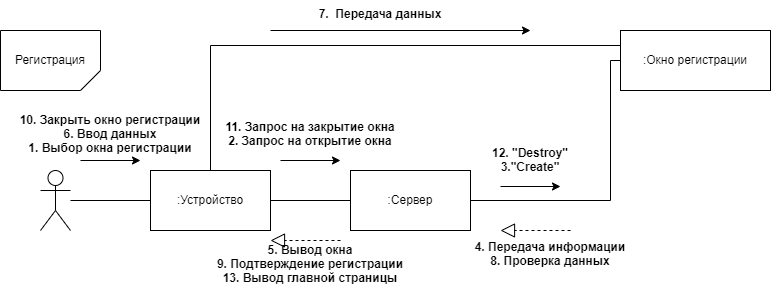 7. Передача данных
Регистрация
:Окно регистрации
10. Закрыть окно регистрации
6. Ввод данных
1. Выбор окна регистрации
11. Запрос на закрытие окна
2. Запрос на открытие окна
12. "Destroy"
3."Create"
:Устройство
:Сервер
5. Вывод окна
9. Подтверждение регистрации
13. Вывод главной страницы
4. Передача информации
8. Проверка данных